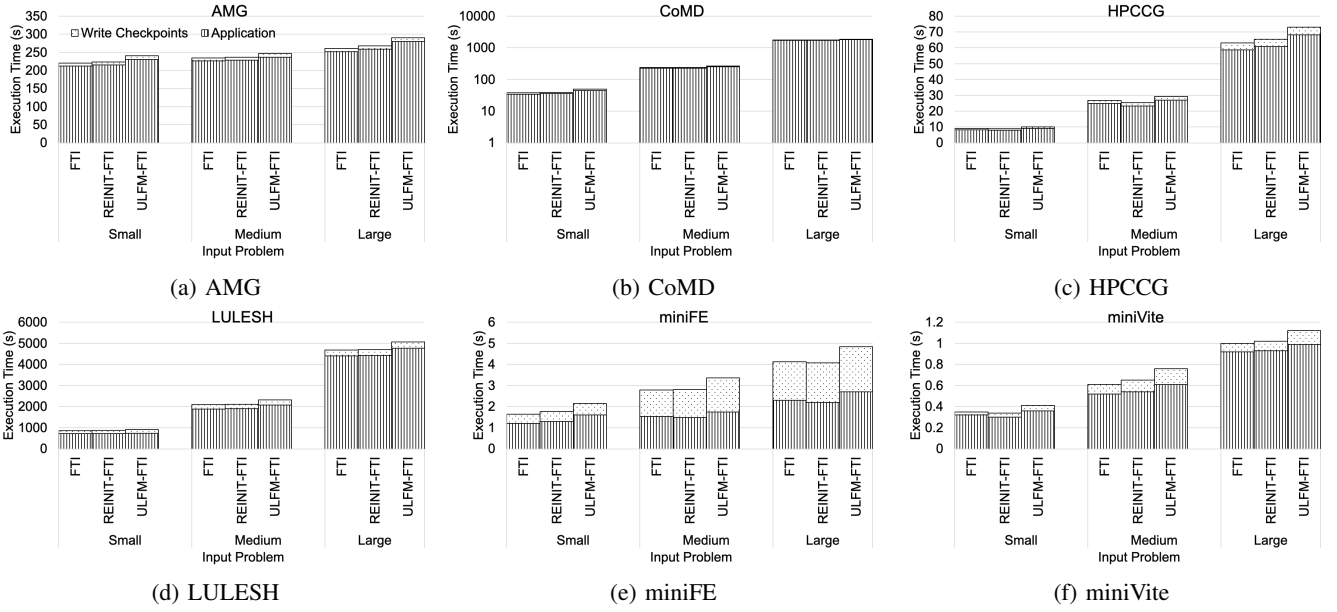 AMG
350
300
250
200
150
100
50
0
Execution Time (s)
Write Checkpoints Application
FTI REINIT-FTI ULFM-FTI FTI REINIT-FTI ULFM-FTI FTI REINIT-FTI ULFM-FTI
Small Medium Large
Input Problem
(a) AMG
CoMD
10000
1000
100
10
1
Execution Time (s)
FTI REINIT-FTI ULFM-FTI FTI REINIT-FTI ULFM-FTI FTI REINIT-FTI ULFM-FTI
Small Medium Large
Input Problem
(b) CoMD
HPCCG
80
70
60
50
40
30
20
10
0
Execution Time (s)
FTI REINIT-FTI ULFM-FTI FTI REINIT-FTI ULFM-FTI FTI REINIT-FTI ULFM-FTI
Small Medium Large
Input Problem
(c) HPCCG
LULESH
6000
5000
4000
3000
2000
1000
0
Execution Time (s)
FTI REINIT-FTI ULFM-FTI FTI REINIT-FTI ULFM-FTI FTI REINIT-FTI ULFM-FTI
Small Medium Large
Input Problem
(d) LULESH
miniFE
6
5
4
3
2
1
0
Execution Time (s)
FTI REINIT-FTI ULFM-FTI FTI REINIT-FTI ULFM-FTI FTI REINIT-FTI ULFM-FTI
Small Medium Large
Input Problem
(e) miniFE
miniVite
1.2
1
0.8
0.6
0.4
0.2
0
Execution Time (s)
FTI REINIT-FTI ULFM-FTI FTI REINIT-FTI ULFM-FTI FTI REINIT-FTI ULFM-FTI
Small Medium Large
Input Problem
(f) miniVite